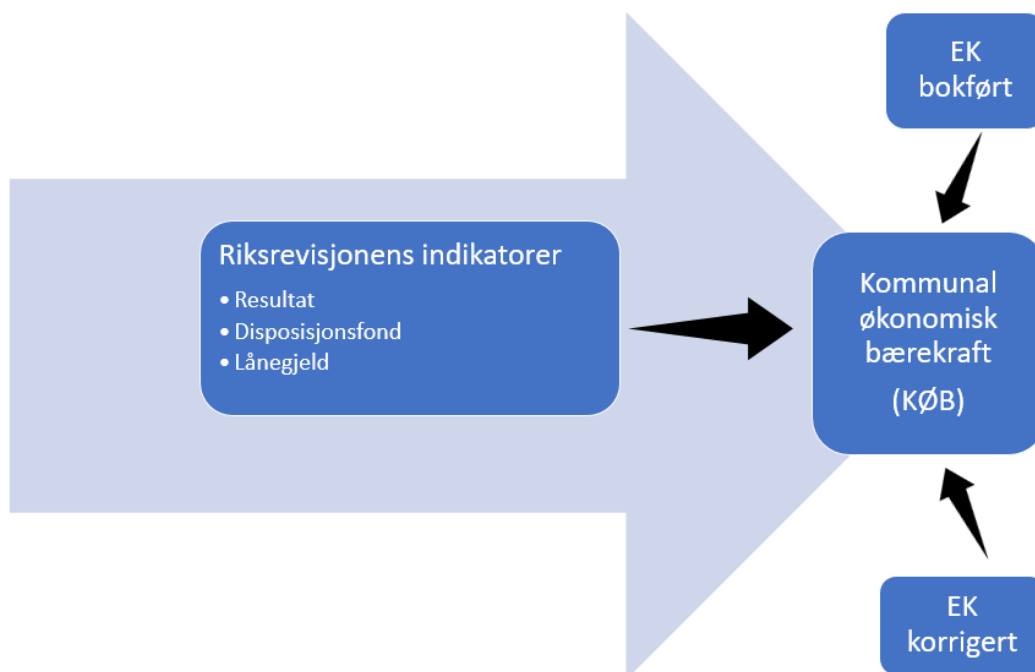 EK
bokført
Riksrevisjonens indikatorer
• Resultat
• Disposisjonsfond
• Lånegjeld
Kommunal
økonomisk
bærekraft
(KØB)
EK
korrigert